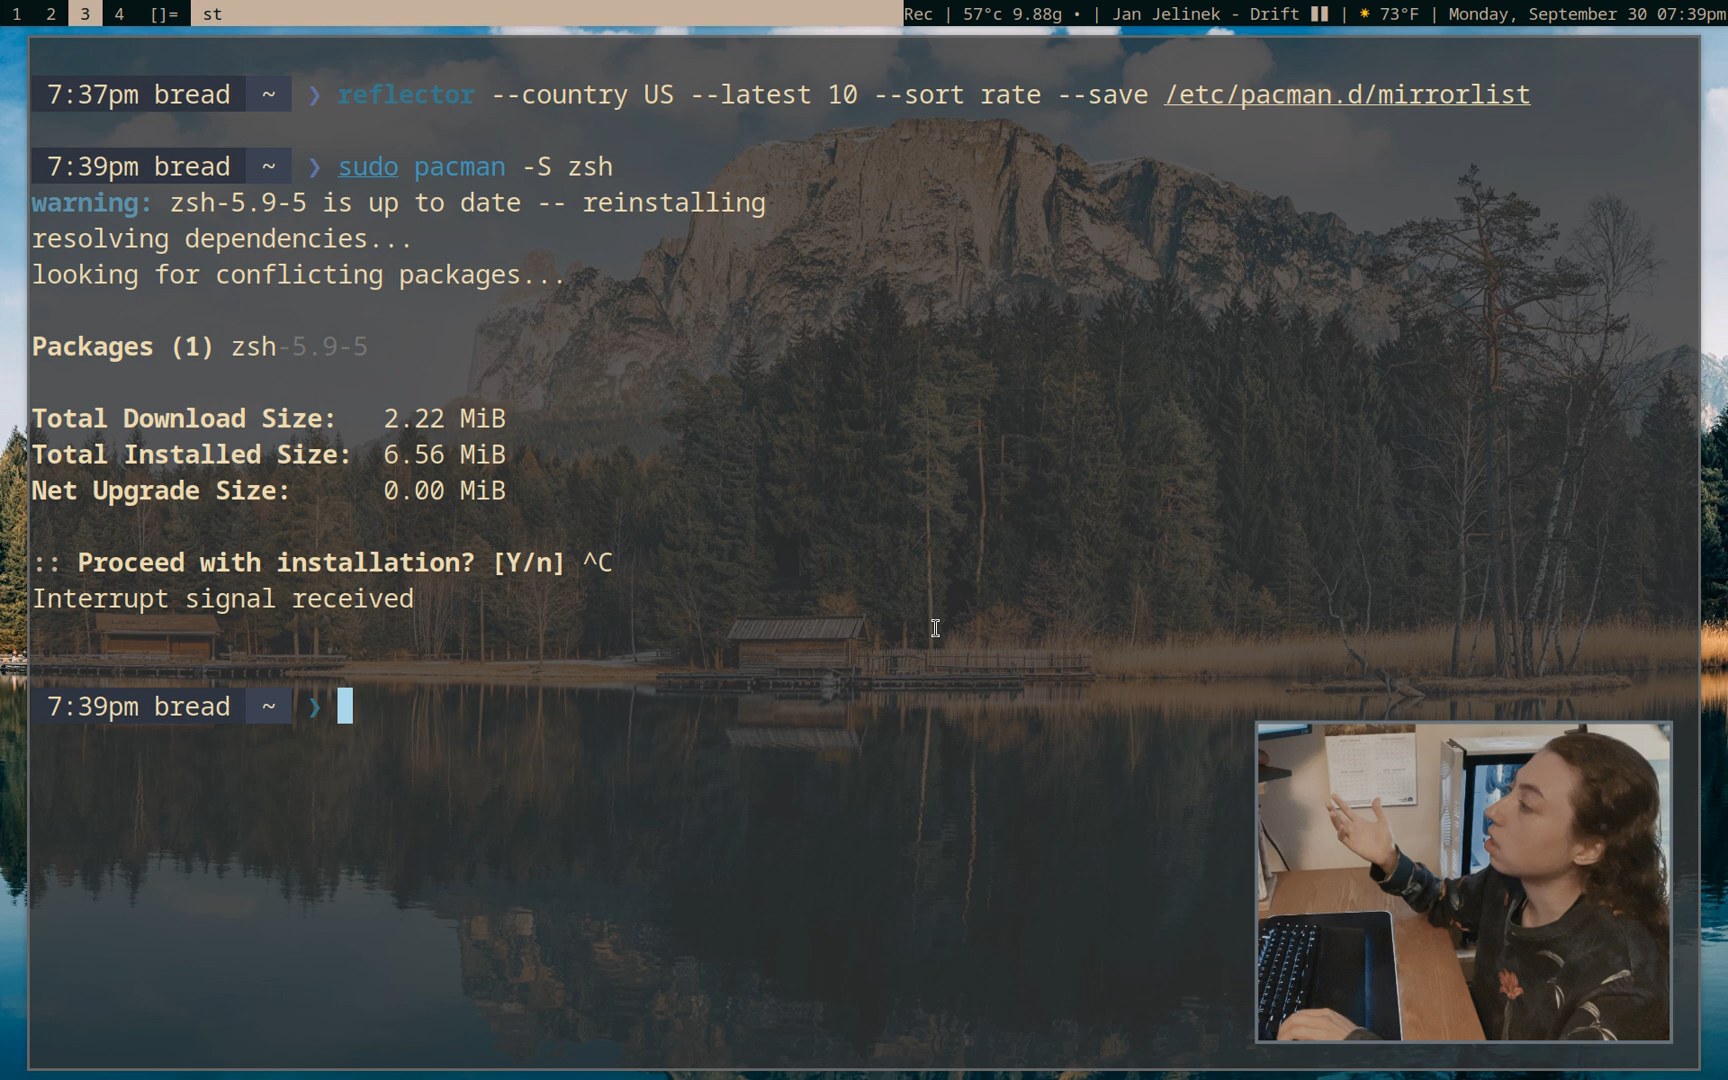 1 2 3 4 []= st Rec | 57°c 9.88g • | Jan Jelinek - Drift ▮▮ | ☀ 73°F | Monday, September 30 07:39pm
7:37pm bread ~ ❯ reflector --country US --latest 10 --sort rate --save /etc/pacman.d/mirrorlist
7:39pm bread ~ ❯ sudo pacman -S zsh
warning: zsh-5.9-5 is up to date -- reinstalling
resolving dependencies...
looking for conflicting packages...
Packages (1) zsh-5.9-5
Total Download Size: 2.22 MiB
Total Installed Size: 6.56 MiB
Net Upgrade Size: 0.00 MiB
:: Proceed with installation? [Y/n] ^C
Interrupt signal received
7:39pm bread ~ ❯